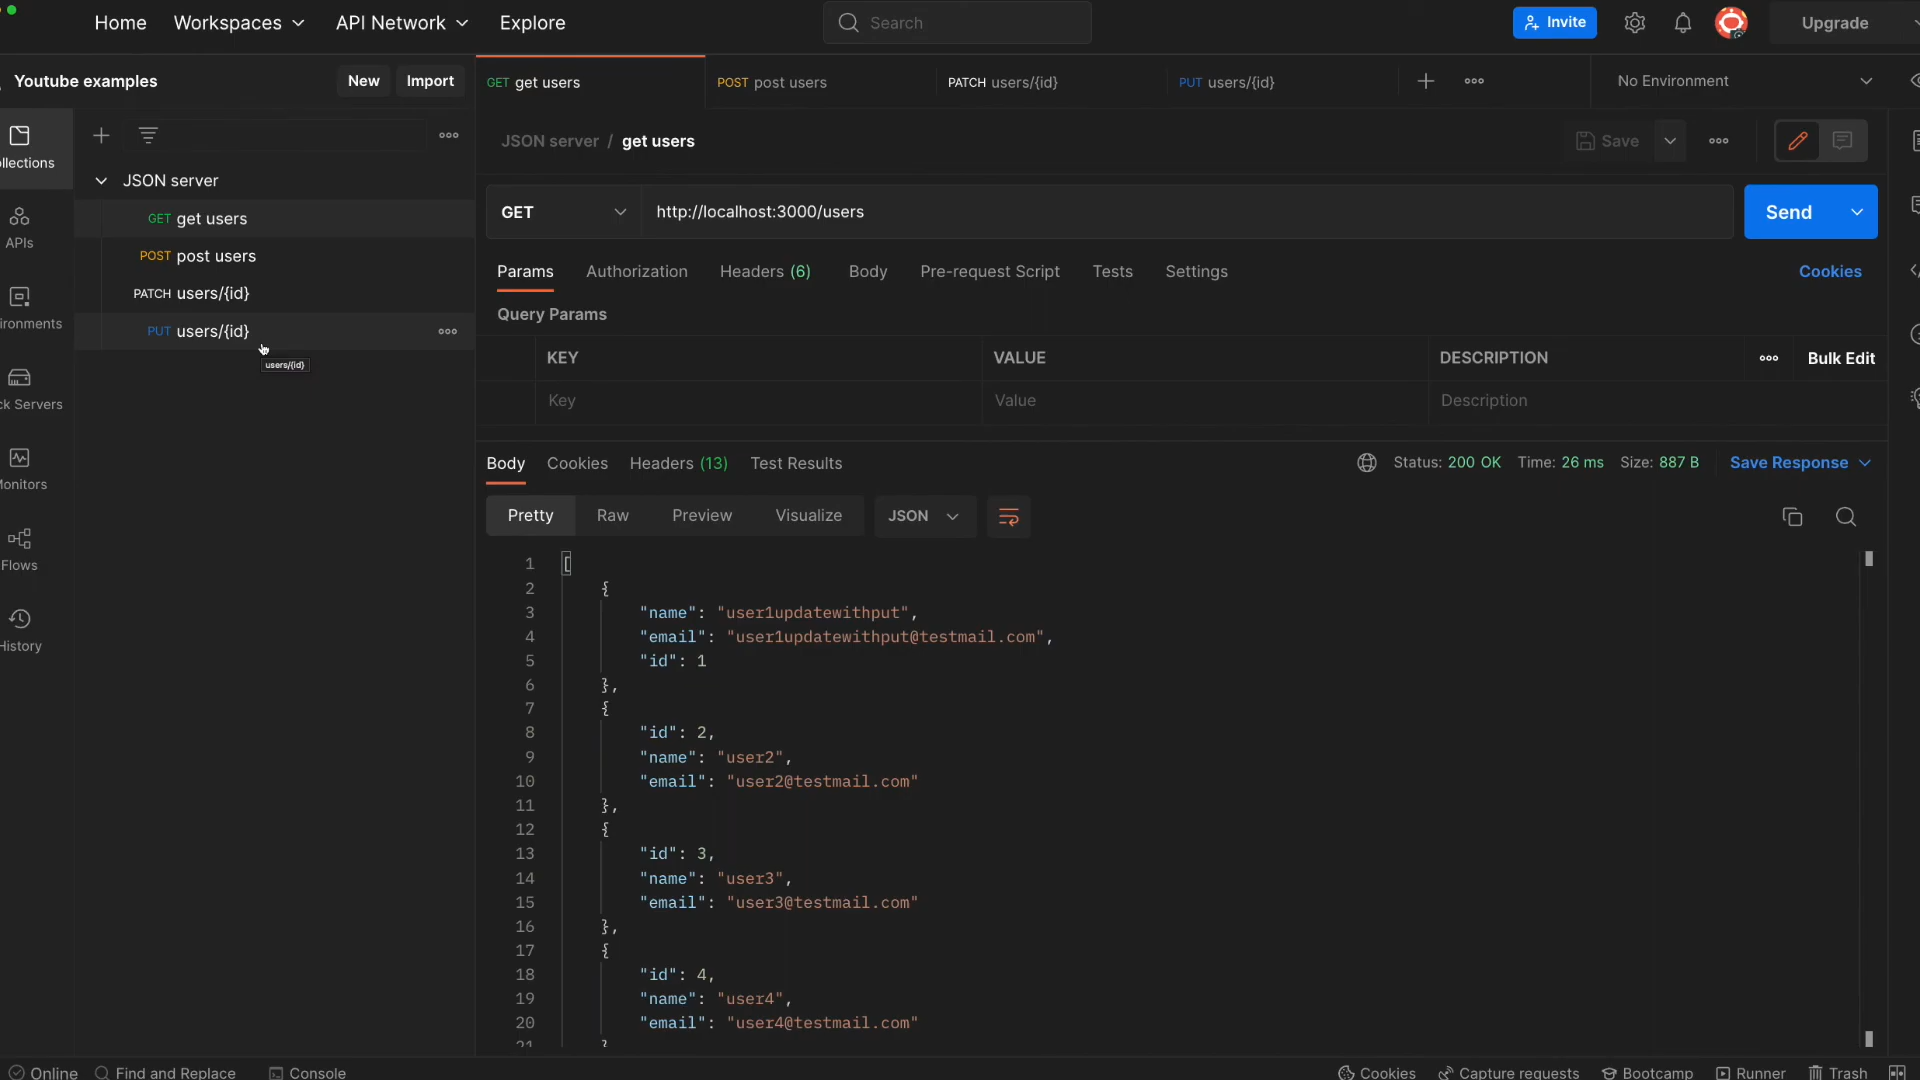 Home Workspaces API Network Explore Search Invite Upgrade
Youtube examples New Import GET get users POST post users PATCH users/{id} PUT users/{id} No Environment
JSON server / get users Save
llections
JSON server
GET get users
POST post users
PATCH users/{id}
PUT users/{id}
users/{id}
APIs
ironments
ck Servers
Monitors
Flows
History
GET http://localhost:3000/users Send
Params Authorization Headers (6) Body Pre-request Script Tests Settings Cookies
Query Params
KEY VALUE DESCRIPTION Bulk Edit
Key Value Description
Body Cookies Headers (13) Test Results Status: 200 OK Time: 26 ms Size: 887 B Save Response
Pretty Raw Preview Visualize JSON
1 [
2 {
3 "name": "user1updatewithput",
4 "email": "user1updatewithput@testmail.com",
5 "id": 1
6 },
7 {
8 "id": 2,
9 "name": "user2",
10 "email": "user2@testmail.com"
11 },
12 {
13 "id": 3,
14 "name": "user3",
15 "email": "user3@testmail.com"
16 },
17 {
18 "id": 4,
19 "name": "user4",
20 "email": "user4@testmail.com"
21 }
Online Find and Replace Console Cookies Capture requests Bootcamp Runner Trash